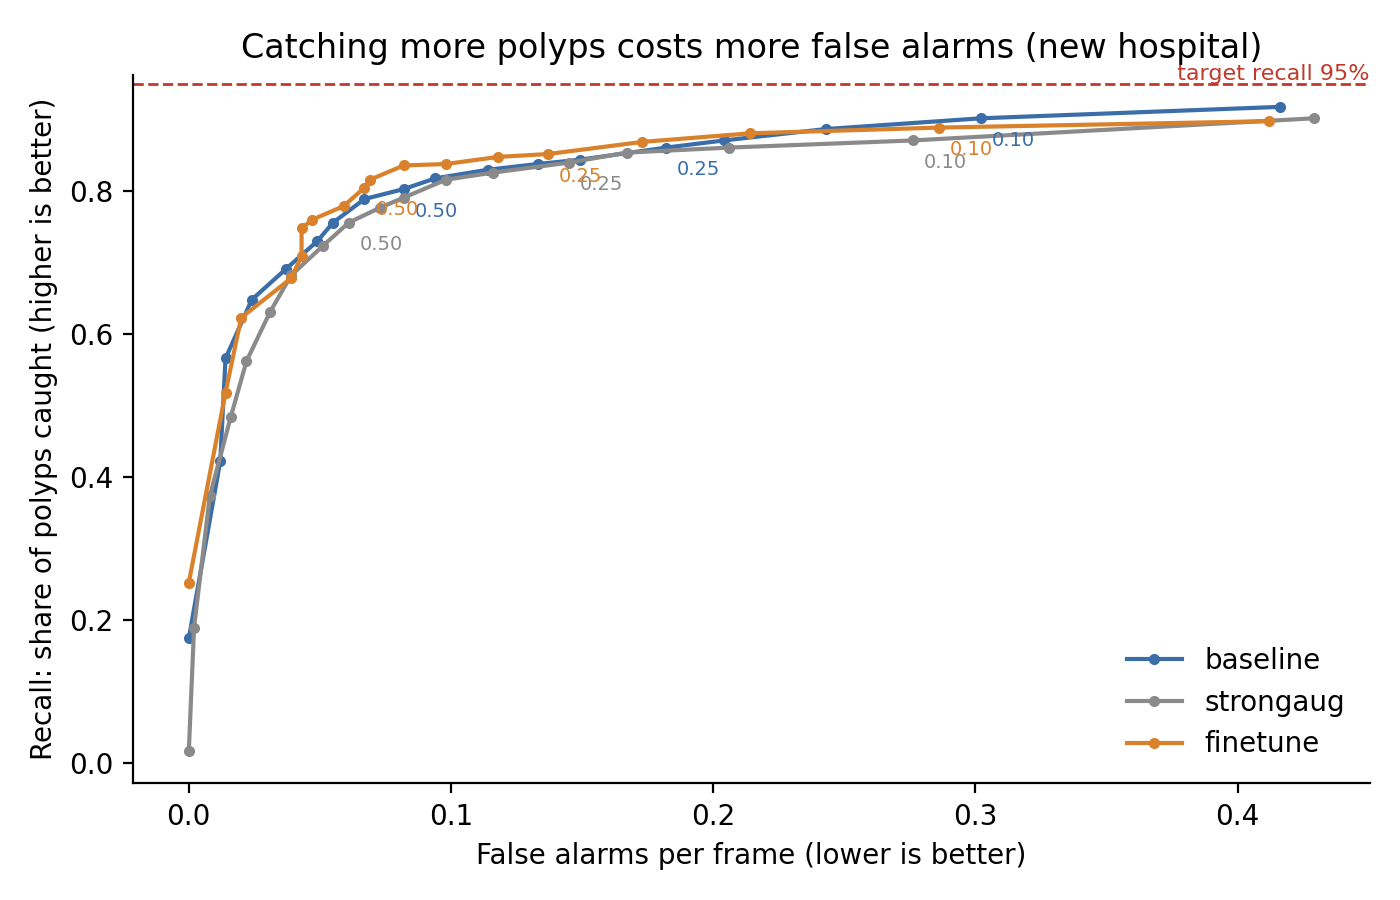 Catching more polyps costs more false alarms (new hospital)
target recall 95%
Recall: share of polyps caught (higher is better)
0.8
0.6
0.4
0.2
0.0
0.10
0.10
0.10
0.25
0.25
0.25
0.50
0.50
0.50
baseline
strongaug
finetune
0.0
0.1
0.2
0.3
0.4
False alarms per frame (lower is better)